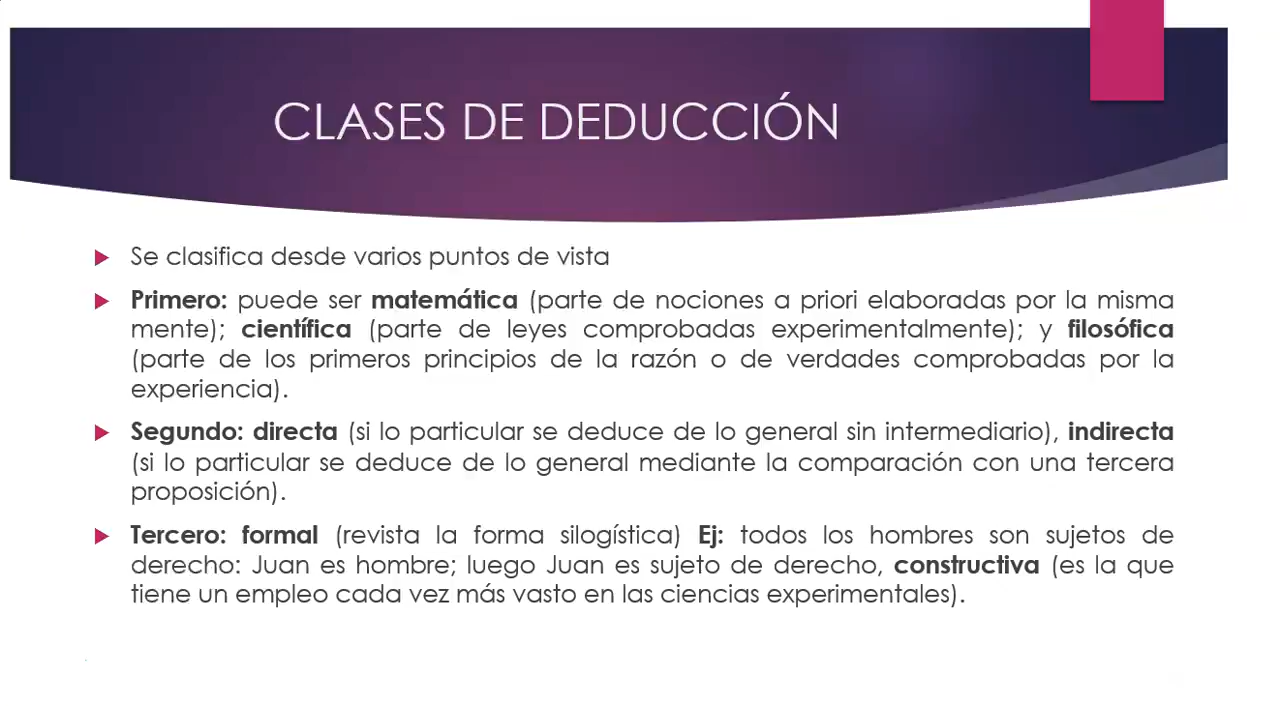 CLASES DE DEDUCCIÓN
Se clasifica desde varios puntos de vista
Primero: puede ser matemática (parte de nociones a priori elaboradas por la misma
mente); científica (parte de leyes comprobadas experimentalmente); y filosófica
(parte de los primeros principios de la razón o de verdades comprobadas por la
experiencia).
Segundo: directa (si lo particular se deduce de lo general sin intermediario), indirecta
(si lo particular se deduce de lo general mediante la comparación con una tercera
proposición).
Tercero: formal (revista la forma silogística) Ej: todos los hombres son sujetos de
derecho: Juan es hombre; luego Juan es sujeto de derecho, constructiva (es la que
tiene un empleo cada vez más vasto en las ciencias experimentales).